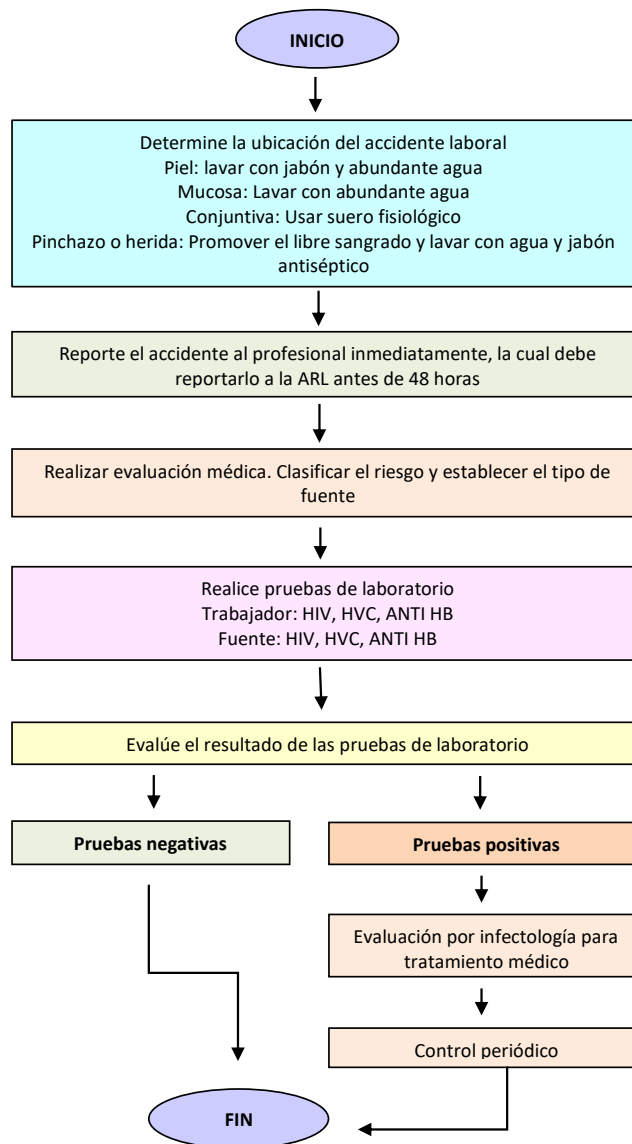 INICIO
Determine la ubicación del accidente laboral
Piel: lavar con jabón y abundante agua
Mucosa: Lavar con abundante agua
Conjuntiva: Usar suero fisiológico
Pinchazo o herida: Promover el libre sangrado y lavar con agua y jabón
antiséptico
Reporte el accidente al profesional inmediatamente, la cual debe
reportarlo a la ARL antes de 48 horas
Realizar evaluación médica. Clasificar el riesgo y establecer el tipo de
fuente
Realice pruebas de laboratorio
Trabajador: HIV, HVC, ANTI HB
Fuente: HIV, HVC, ANTI HB
Evalúe el resultado de las pruebas de laboratorio
Pruebas negativas
Pruebas positivas
Evaluación por infectología para
tratamiento médico
Control periódico
FIN